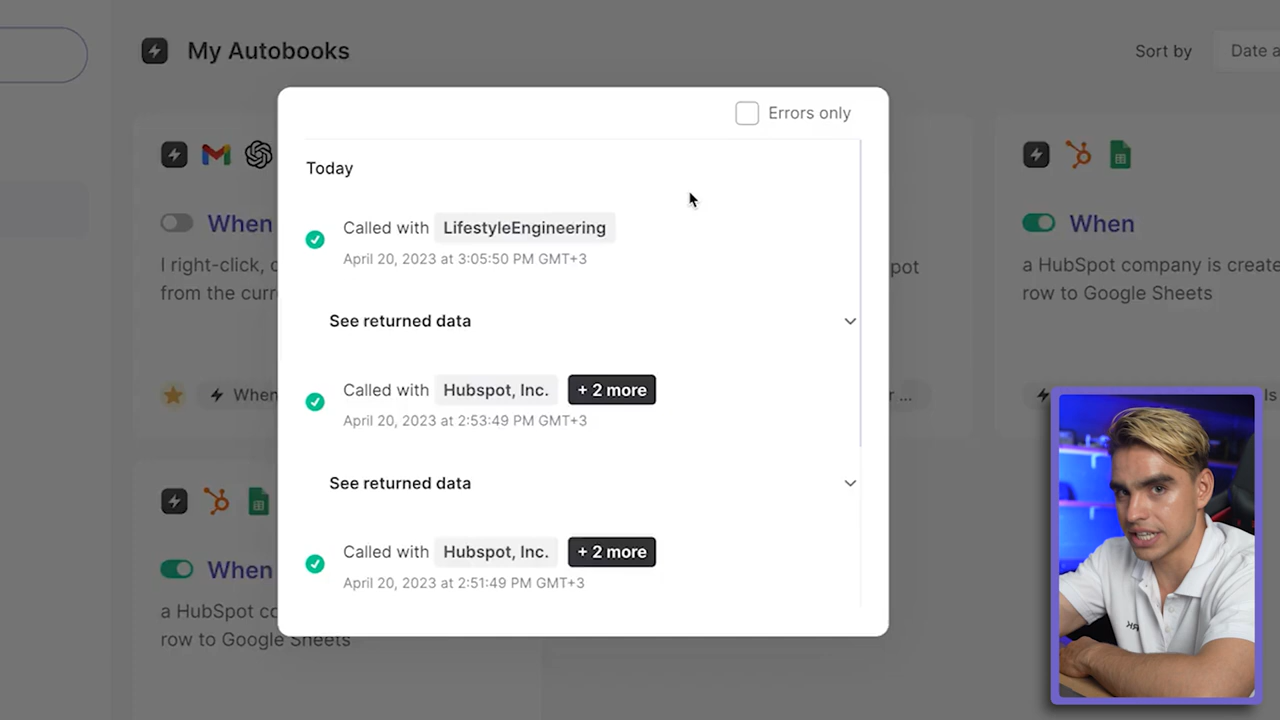 My Autobooks
Sort by
Date a
Errors only
Today
Called with LifestyleEngineering
April 20, 2023 at 3:05:50 PM GMT+3
See returned data
Called with Hubspot, Inc. + 2 more
April 20, 2023 at 2:53:49 PM GMT+3
See returned data
Called with Hubspot, Inc. + 2 more
April 20, 2023 at 2:51:49 PM GMT+3
When
I right-click, c
from the curr
When
pot
r ...
When
a HubSpot company is create
row to Google Sheets
Is
When
a HubSpot co
row to Google Sheets